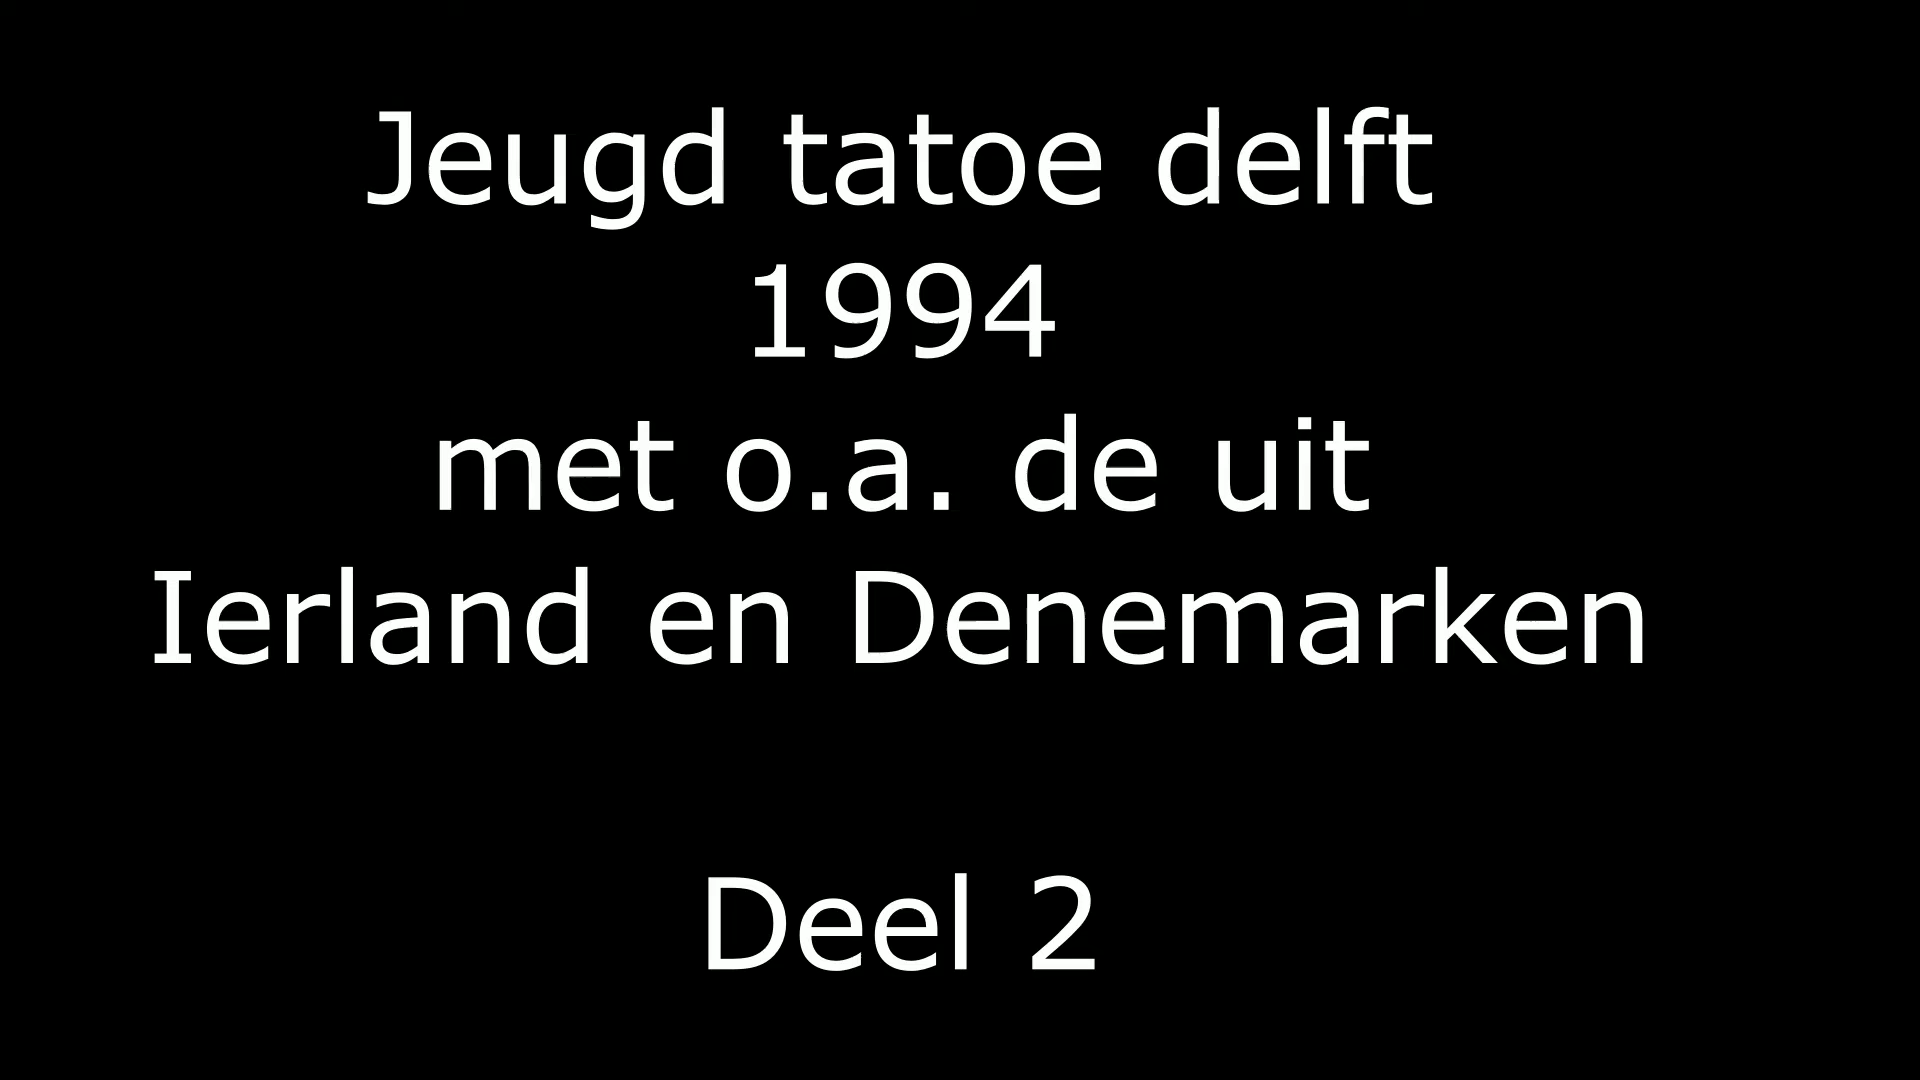 Jeugd tatoe delft
1994
met o.a. de uit
Ierland en Denemarken
Deel 2